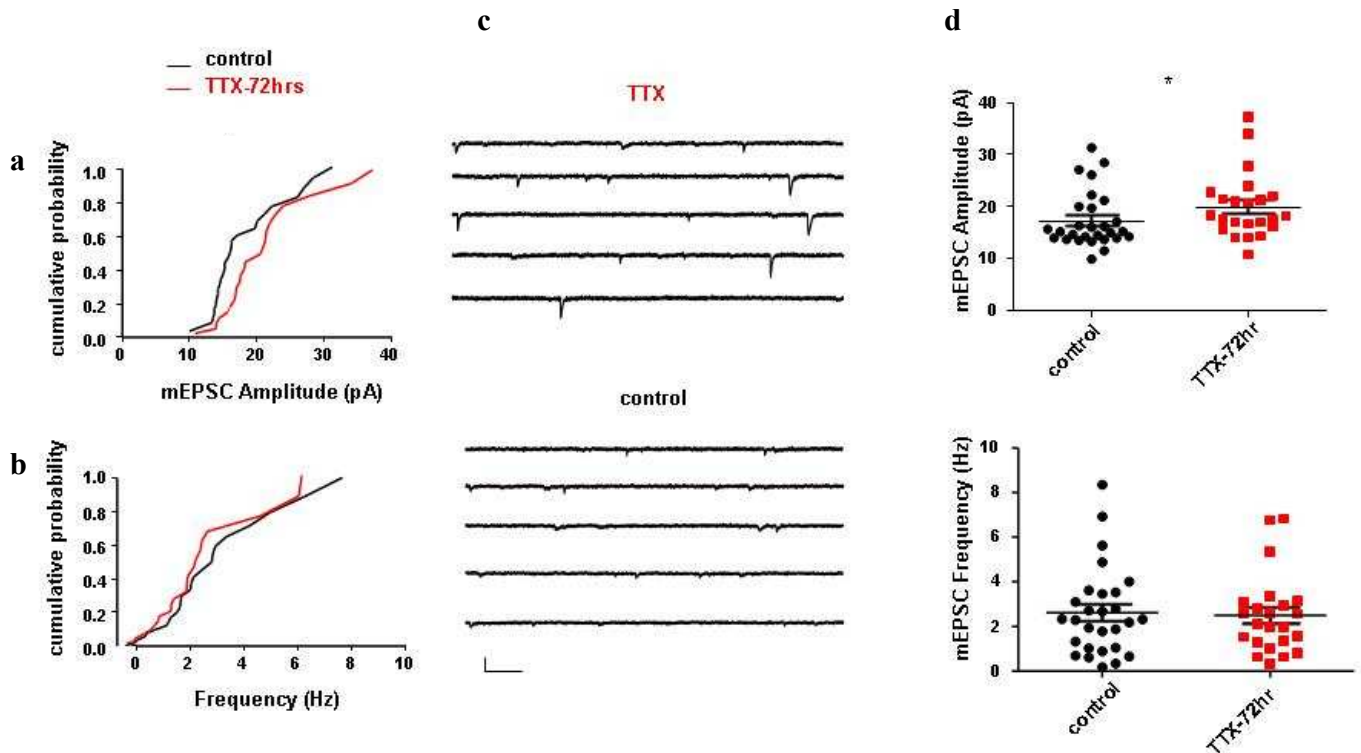 c
d
control
TTX-72hrs
TTX
a
cumulative probability
1.0
0.8
0.6
0.4
0.2
0.0
0
10
20
30
40
mEPSC Amplitude (pA)
b
cumulative probability
1.0
0.8
0.6
0.4
0.2
0.0
0
2
4
6
8
10
Frequency (Hz)
control
*
mEPSC Amplitude (pA)
40
30
20
10
0
control
TTX-72hr
mEPSC Frequency (Hz)
10
8
6
4
2
0
control
TTX-72hr